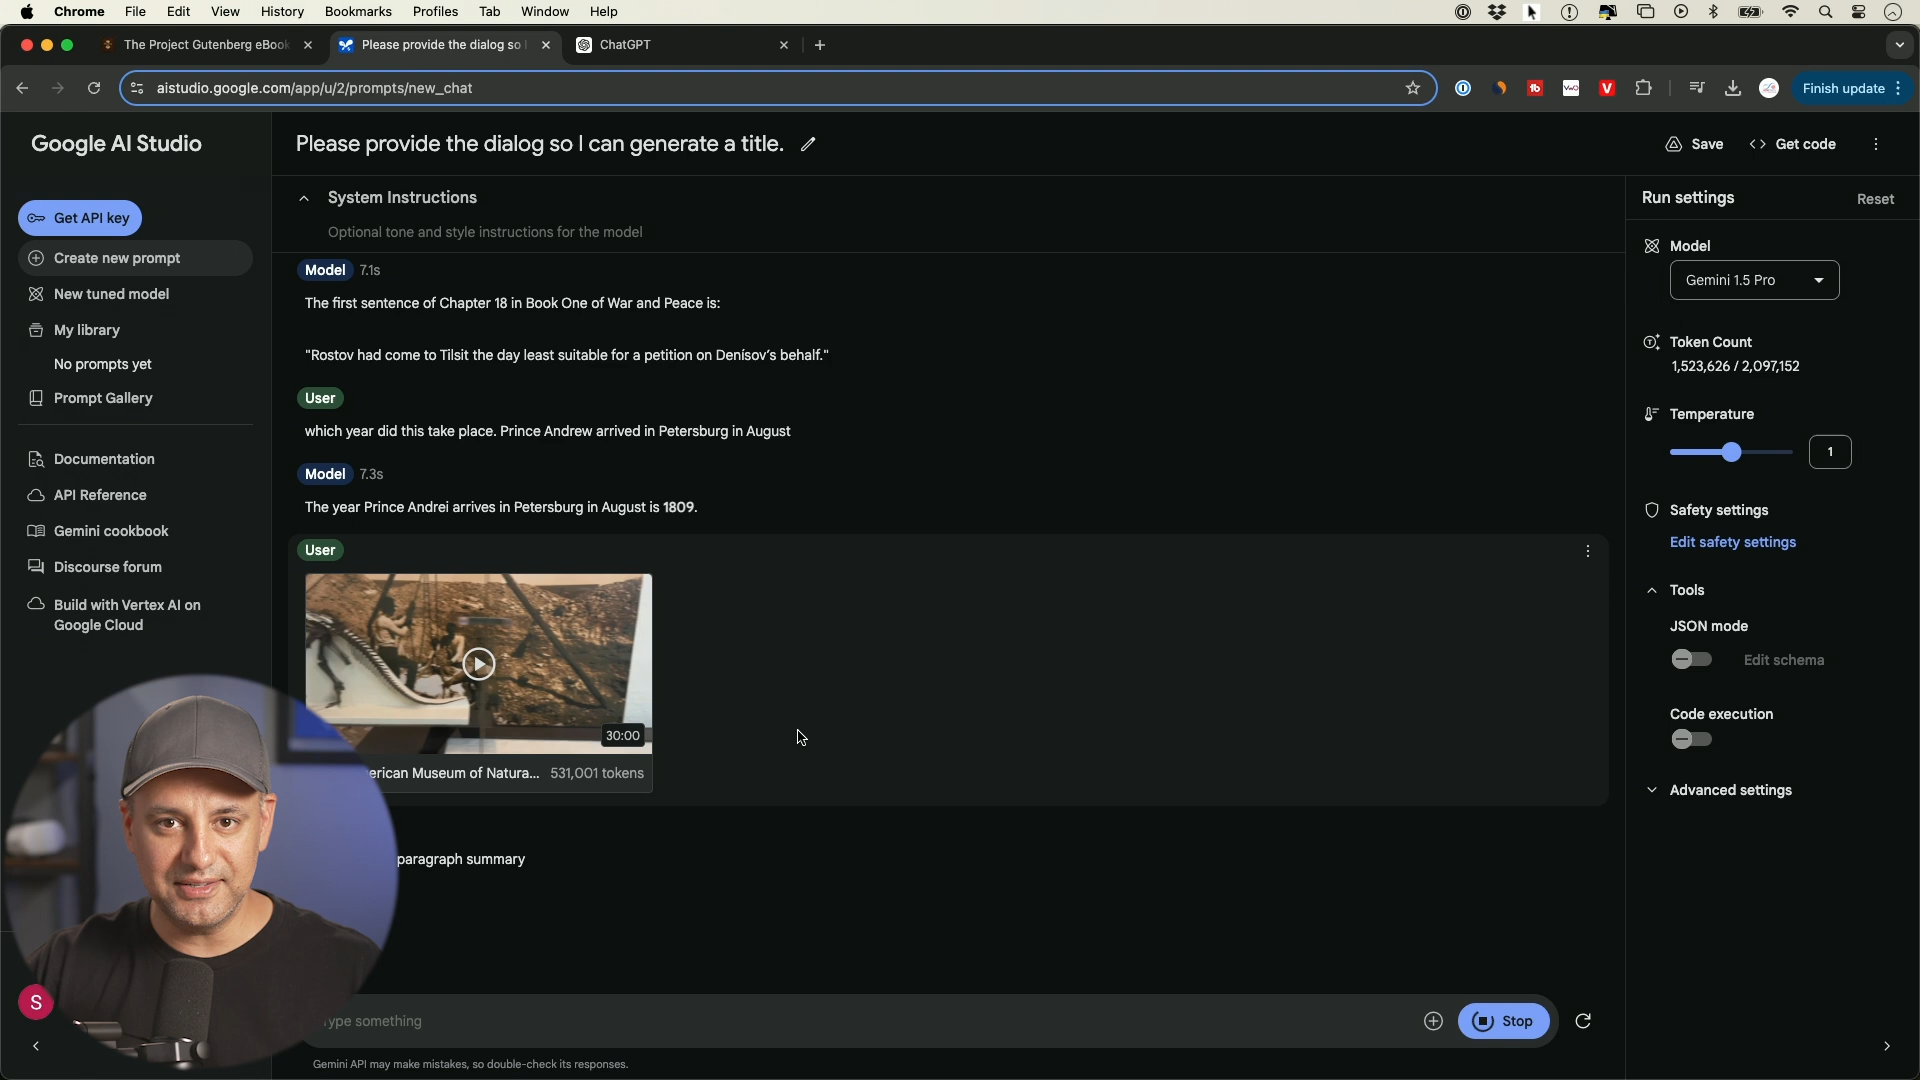 Chrome File Edit View History Bookmarks Profiles Tab Window Help
The Project Gutenberg eBook
Please provide the dialog so I
ChatGPT
aistudio.google.com/app/u/2/prompts/new_chat
Finish update
Google AI Studio
Get API key
Create new prompt
New tuned model
My library
No prompts yet
Prompt Gallery
Documentation
API Reference
Gemini cookbook
Discourse forum
Build with Vertex AI on
Google Cloud
S
Please provide the dialog so I can generate a title.
Save
Get code
System Instructions
Optional tone and style instructions for the model
Model 7.1s
The first sentence of Chapter 18 in Book One of War and Peace is:
"Rostov had come to Tilsit the day least suitable for a petition on Denísov’s behalf."
User
which year did this take place. Prince Andrew arrived in Petersburg in August
Model 7.3s
The year Prince Andrei arrives in Petersburg in August is 1809.
User
30:00
erican Museum of Natura... 531,001 tokens
paragraph summary
Type something
Stop
Gemini API may make mistakes, so double-check its responses.
Run settings
Reset
Model
Gemini 1.5 Pro
Token Count
1,523,626 / 2,097,152
Temperature
1
Safety settings
Edit safety settings
Tools
JSON mode
Edit schema
Code execution
Advanced settings